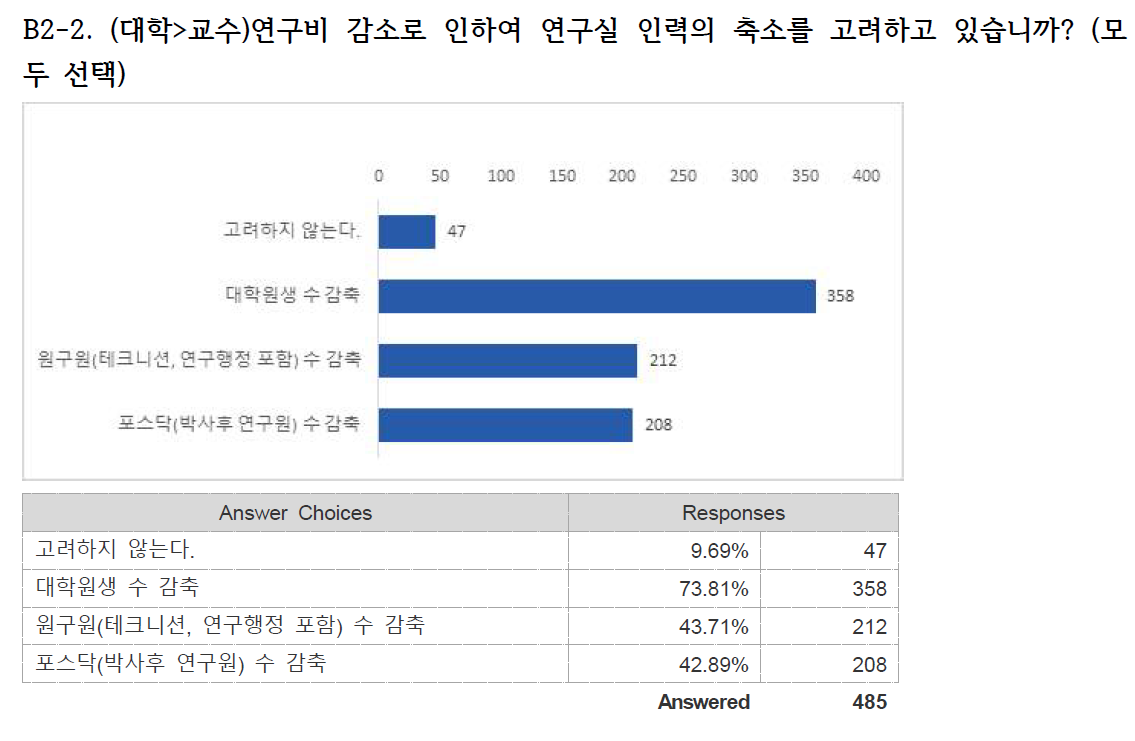 B2-2. (대학>교수)연구비 감소로 인하여 연구실 인력의 축소를 고려하고 있습니까? (모
두 선택)
0 50 100 150 200 250 300 350 400
고려하지 않는다. 47
대학원생 수 감축 358
원구원(테크니션, 연구행정 포함) 수 감축 212
포스닥(박사후 연구원) 수 감축 208
Answer Choices Responses
고려하지 않는다. 9.69% 47
대학원생 수 감축 73.81% 358
원구원(테크니션, 연구행정 포함) 수 감축 43.71% 212
포스닥(박사후 연구원) 수 감축 42.89% 208
Answered 485